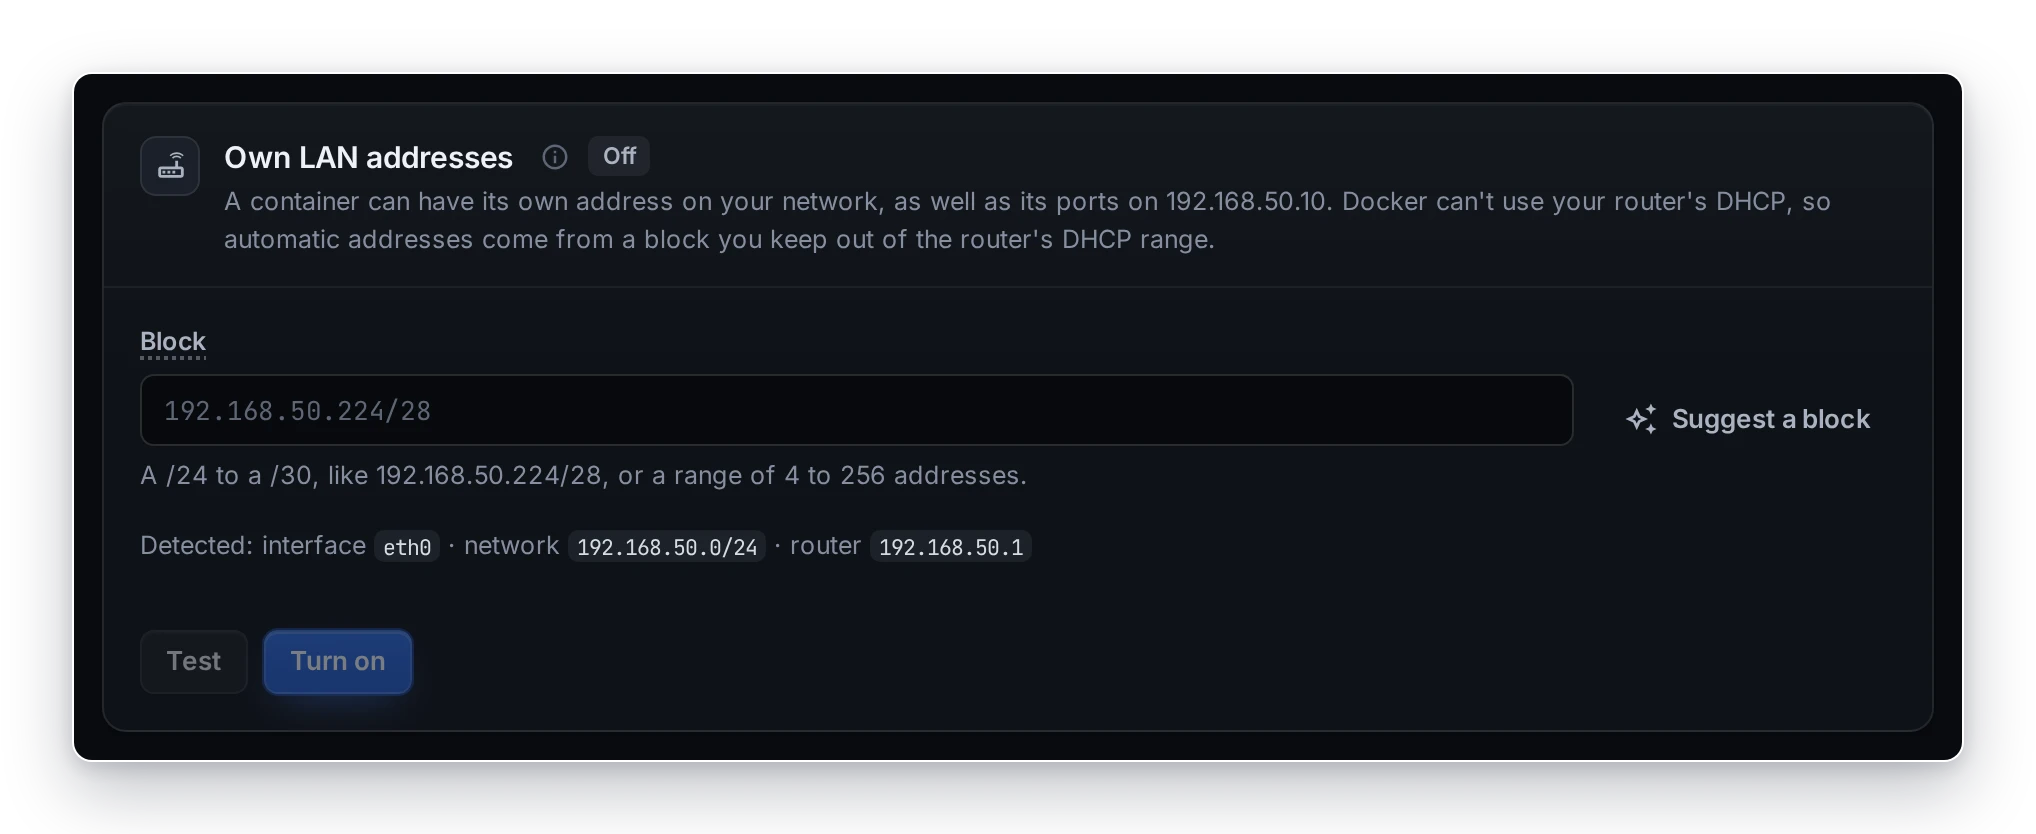 Own LAN addresses
Off
A container can have its own address on your network, as well as its ports on 192.168.50.10. Docker can't use your router's DHCP, so
automatic addresses come from a block you keep out of the router's DHCP range.
Block
192.168.50.224/28
Suggest a block
A /24 to a /30, like 192.168.50.224/28, or a range of 4 to 256 addresses.
Detected: interface eth0 · network 192.168.50.0/24 · router 192.168.50.1
Test
Turn on